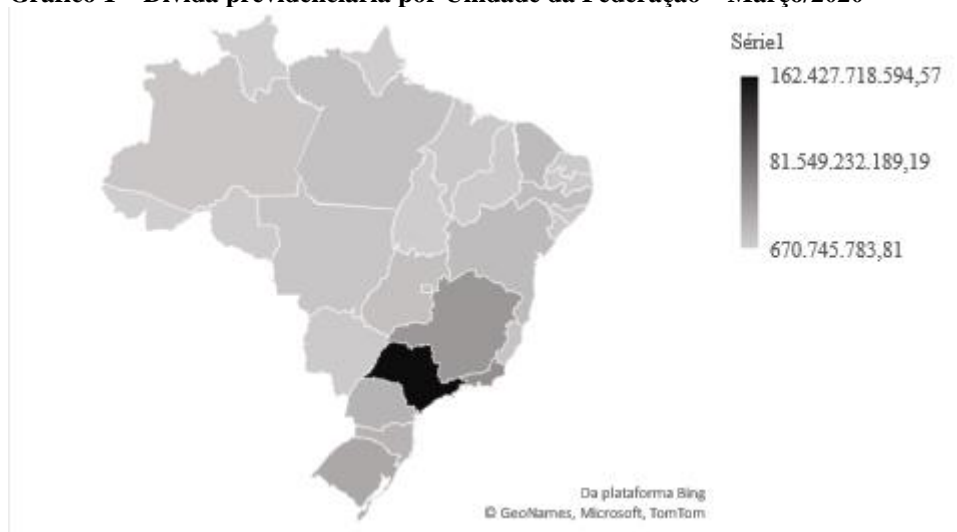 Gráfico 1 – Dívida previdenciária por Unidade da Federação – Março/2020
Série1
162.427.718.594,57
81.549.232.189,19
670.745.783,81
Da plataforma Bing
© GeoNames, Microsoft, TomTom